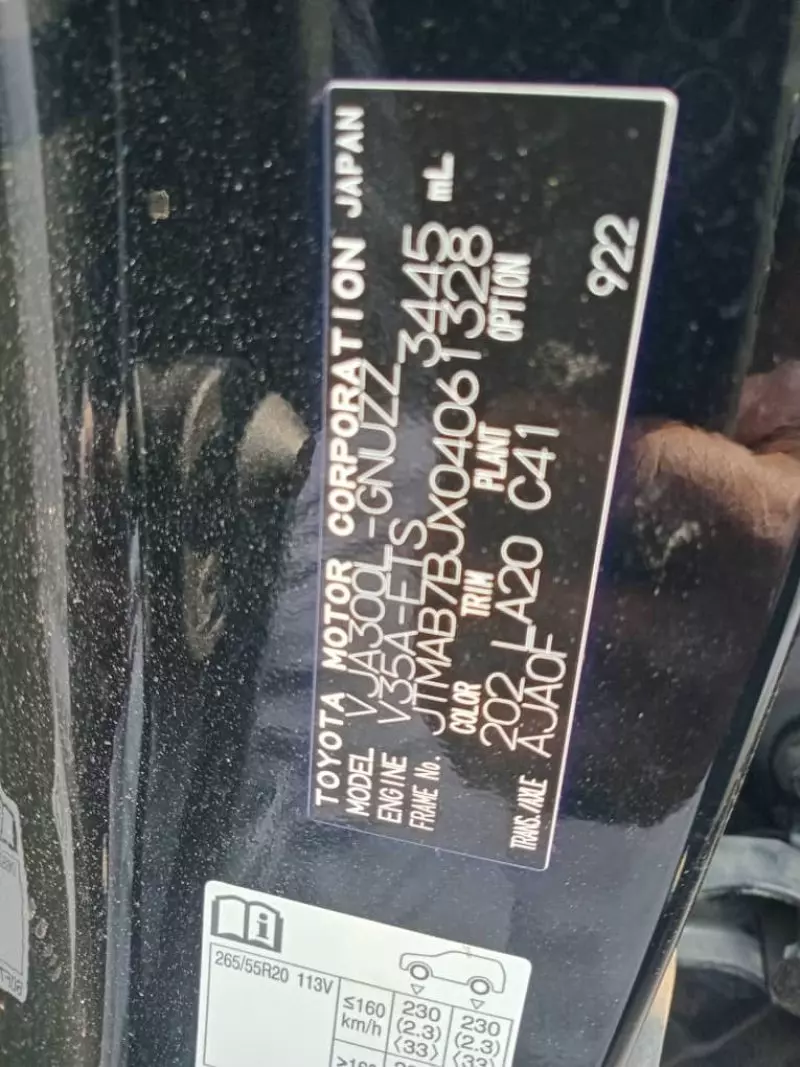 TOYOTA MOTOR CORPORATION JAPAN
MODEL VJA300L-GNUZZ
ENGINE V35A-FTS 3445 mL
FRAME No. JTMAB7BJX04061328
COLOR TRIM PLANT OPTION
202 LA20 C41
TRANS./AXLE AJA0F
922
265/55R20 113V
≤160 km/h
230 (2.3) ⟨33⟩
230 (2.3) ⟨33⟩